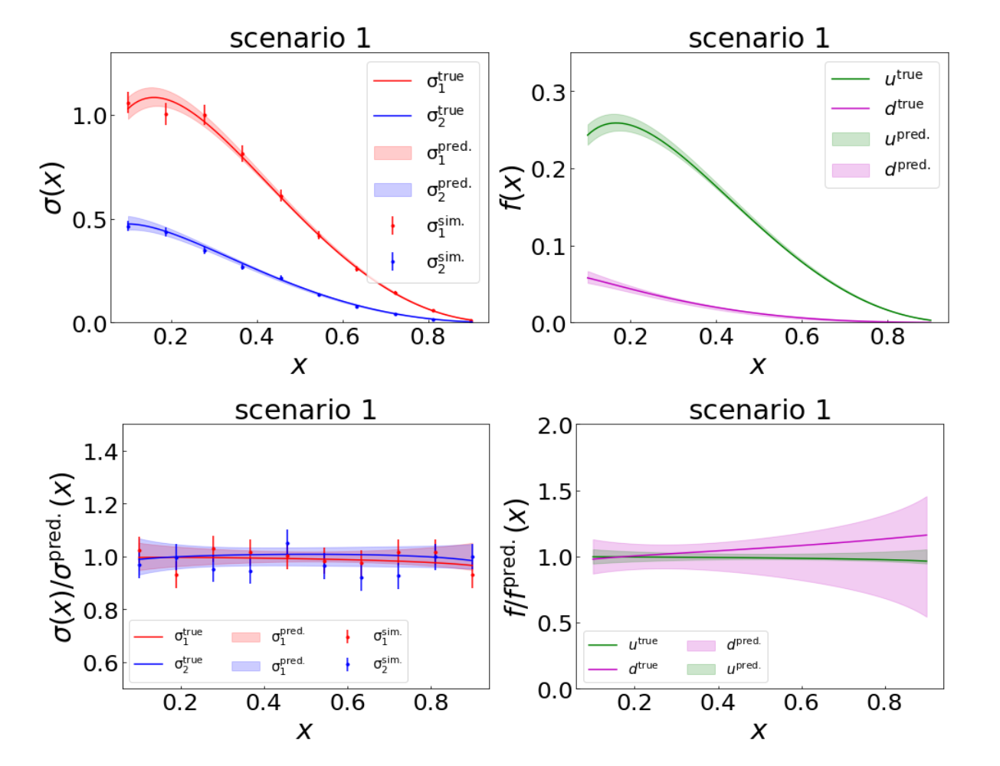 scenario 1
σ(x)
1.0
0.5
0.0
0.2 0.4 0.6 0.8
x
σ₁^true
σ₂^true
σ₁^pred.
σ₂^pred.
σ₁^sim.
σ₂^sim.
scenario 1
f(x)
0.3
0.2
0.1
0.0
0.2 0.4 0.6 0.8
x
u^true
d^true
u^pred.
d^pred.
scenario 1
σ(x)/σ^pred.(x)
1.4
1.2
1.0
0.8
0.6
0.2 0.4 0.6 0.8
x
σ₁^true σ₁^pred. σ₁^sim.
σ₂^true σ₁^pred. σ₂^sim.
scenario 1
f/f^pred.(x)
2.0
1.5
1.0
0.5
0.0
0.2 0.4 0.6 0.8
x
u^true d^pred.
d^true u^pred.